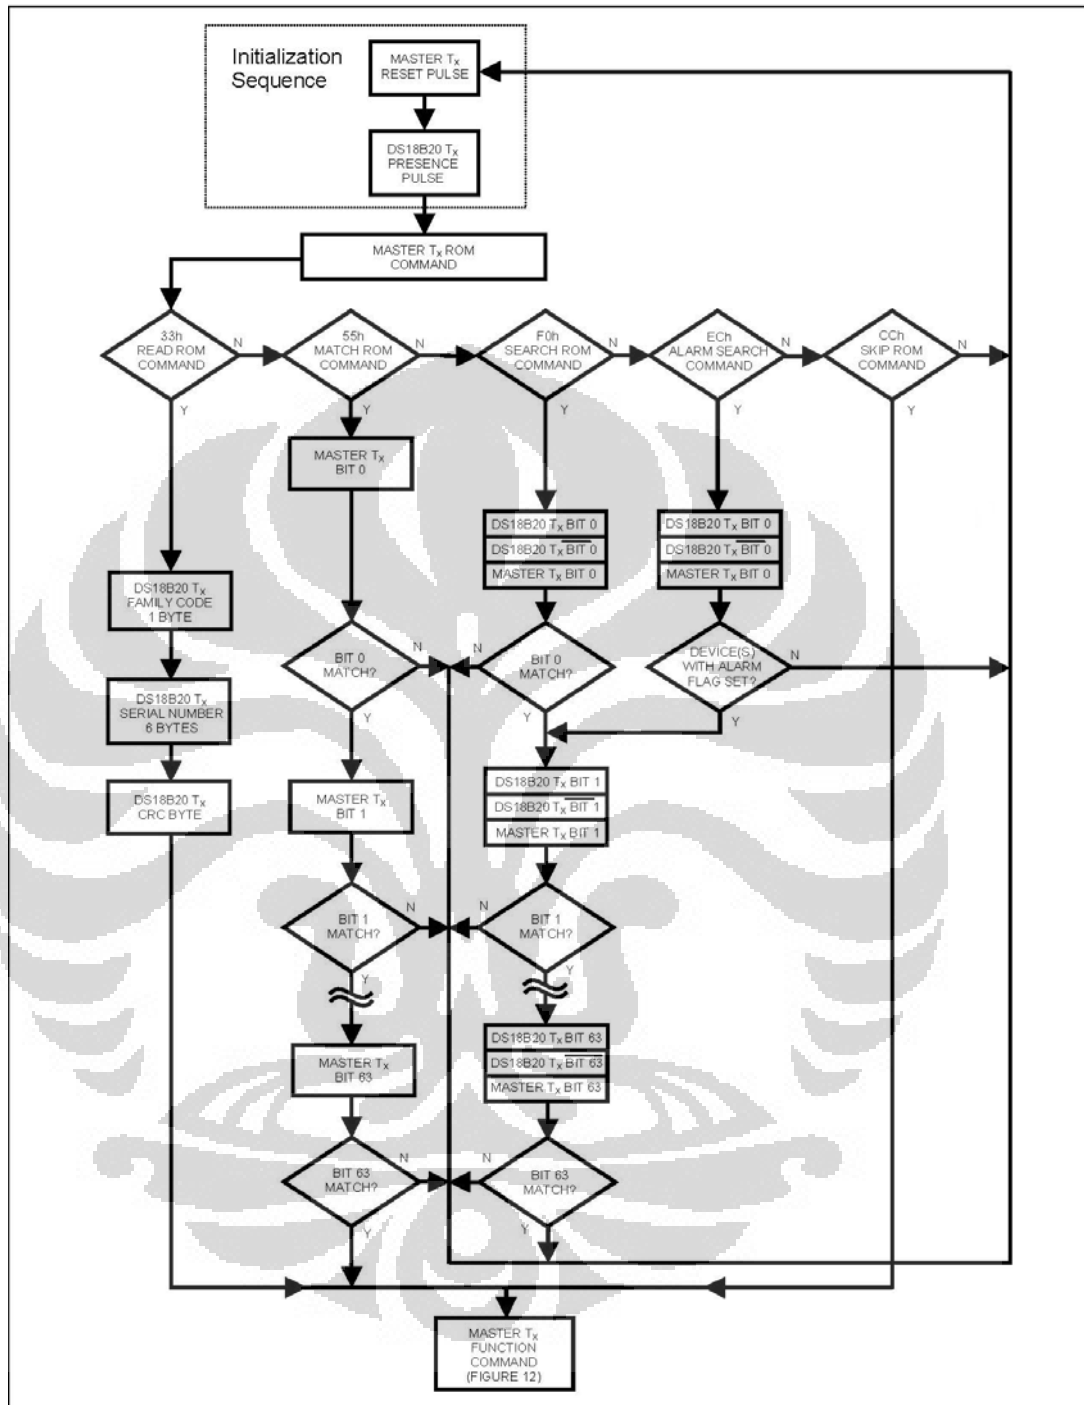 Initialization
Sequence
MASTER Tx
RESET PULSE
DS18B20 Tx
PRESENCE
PULSE
MASTER Tx ROM
COMMAND
33h
READ ROM
COMMAND
N
Y
55h
MATCH ROM
COMMAND
N
Y
F0h
SEARCH ROM
COMMAND
N
Y
ECh
ALARM SEARCH
COMMAND
N
Y
CCh
SKIP ROM
COMMAND
N
Y
MASTER Tx
BIT 0
DS18B20 Tx BIT 0
DS18B20 Tx B̅I̅T̅ ̅0̅
MASTER Tx BIT 0
DS18B20 Tx BIT 0
DS18B20 Tx B̅I̅T̅ ̅0̅
MASTER Tx BIT 0
DS18B20 Tx
FAMILY CODE
1 BYTE
BIT 0
MATCH?
N
Y
BIT 0
MATCH?
N
Y
DEVICE(S)
WITH ALARM
FLAG SET?
N
Y
DS18B20 Tx
SERIAL NUMBER
6 BYTES
DS18B20 Tx
CRC BYTE
MASTER Tx
BIT 1
DS18B20 Tx BIT 1
DS18B20 Tx B̅I̅T̅ ̅1̅
MASTER Tx BIT 1
BIT 1
MATCH?
N
Y
BIT 1
MATCH?
N
Y
MASTER Tx
BIT 63
DS18B20 Tx BIT 63
DS18B20 Tx B̅I̅T̅ ̅6̅3̅
MASTER Tx BIT 63
BIT 63
MATCH?
N
Y
BIT 63
MATCH?
N
Y
MASTER Tx
FUNCTION
COMMAND
(FIGURE 12)